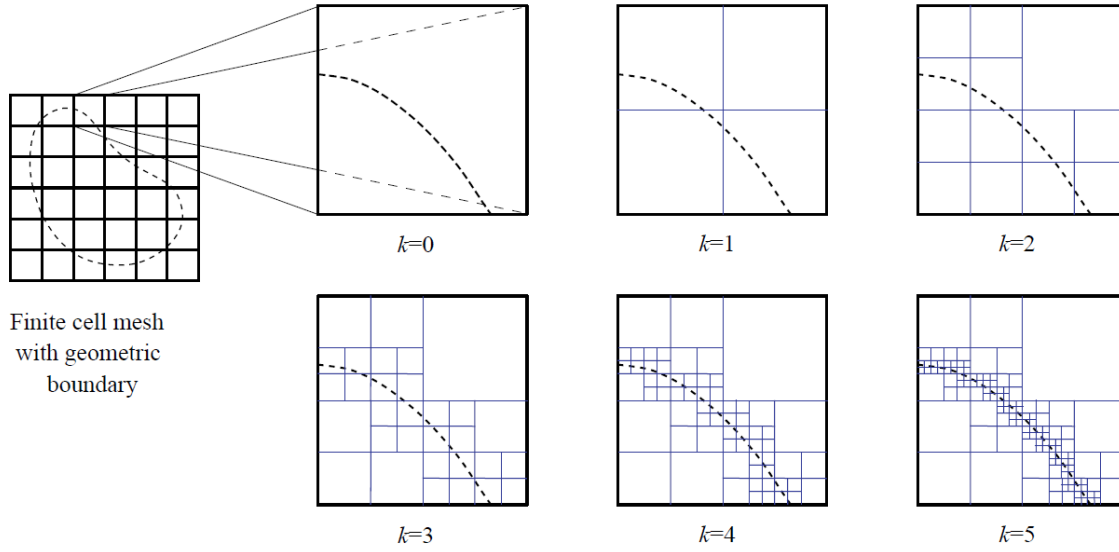 k=0
k=1
k=2
Finite cell mesh
with geometric
boundary
k=3
k=4
k=5